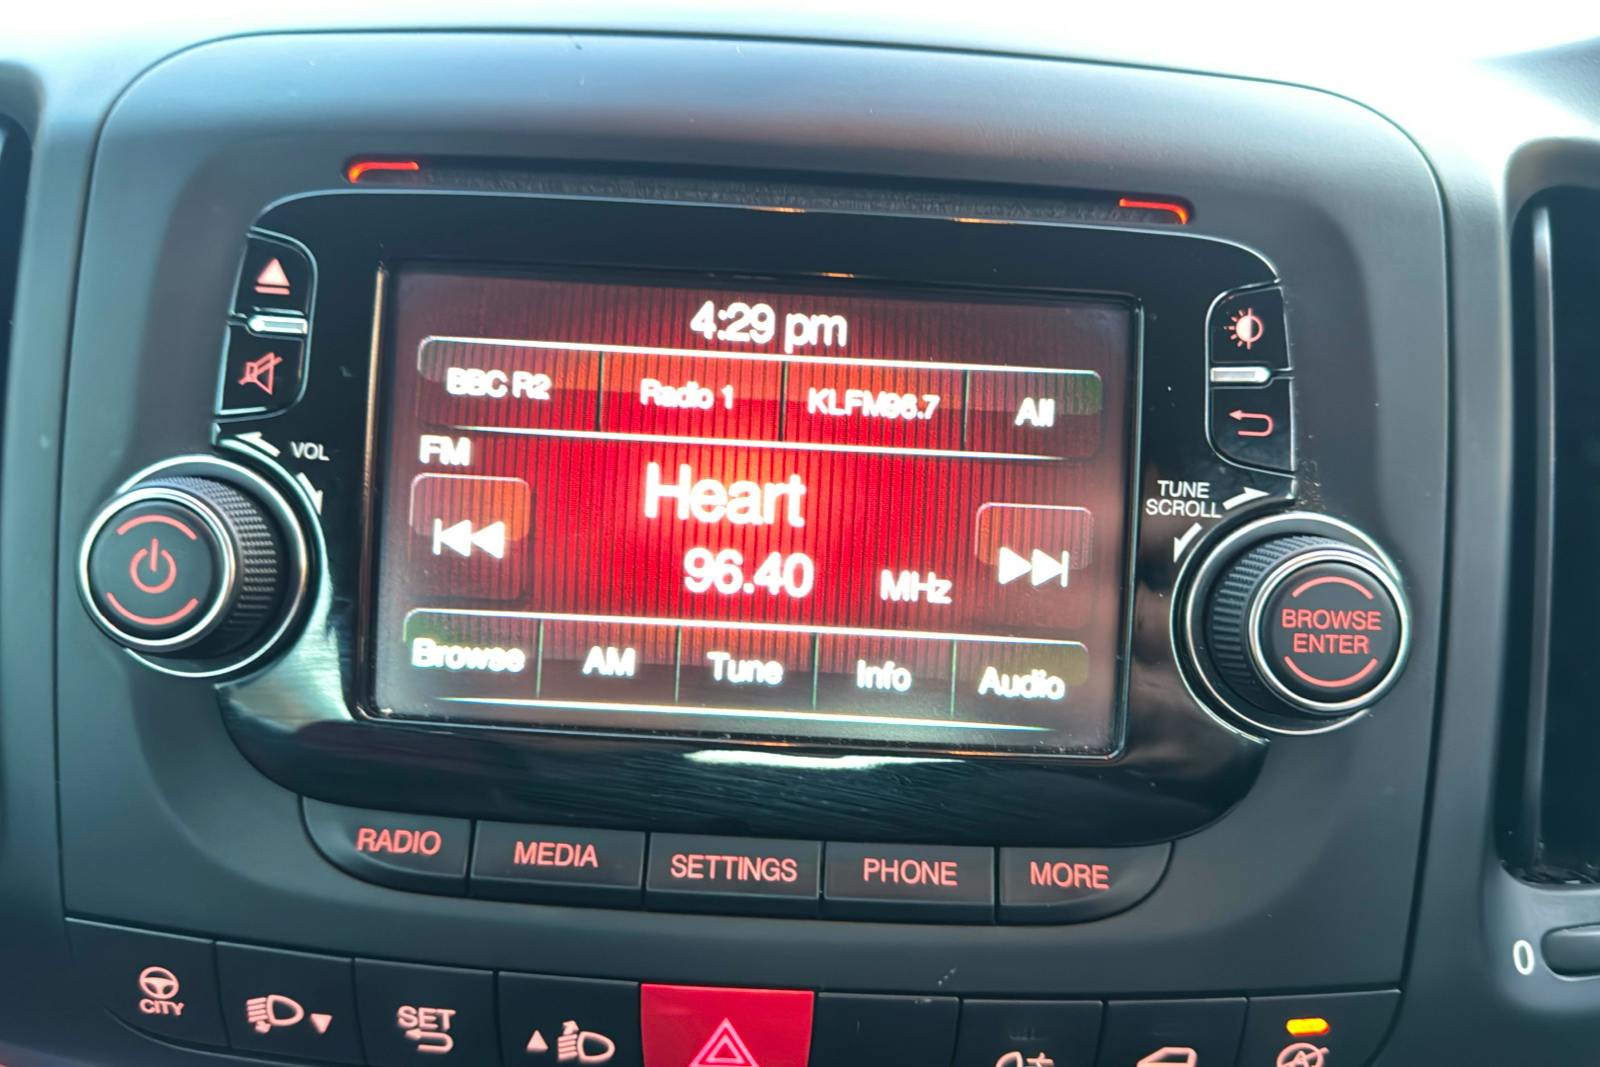 4:29 pm
BBC R2 Radio 1 KLFM96.7 All
FM
Heart
96.40 MHz
Browse AM Tune Info Audio
VOL
TUNE
SCROLL
BROWSE
ENTER
RADIO MEDIA SETTINGS PHONE MORE
CITY
SET
0